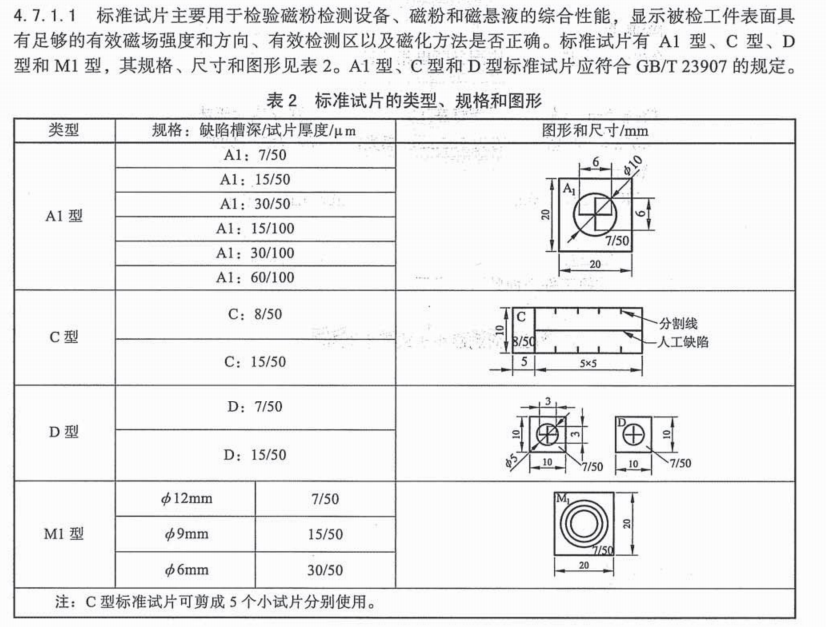 4.7.1.1 标准试片主要用于检验磁粉检测设备、磁粉和磁悬液的综合性能，显示被检工件表面具
有足够的有效磁场强度和方向、有效检测区以及磁化方法是否正确。标准试片有 A1 型、C 型、D
型和 M1 型，其规格、尺寸和图形见表 2。A1 型、C 型和 D 型标准试片应符合 GB/T 23907 的规定。
表 2 标准试片的类型、规格和图形
类型 规格：缺陷槽深/试片厚度/μm 图形和尺寸/mm
A1 型
A1：7/50
A1：15/50
A1：30/50
A1：15/100
A1：30/100
A1：60/100
6
φ10
A1
20
6
7/50
20
C 型
C：8/50
C：15/50
C
10
8/50
分割线
人工缺陷
5
5×5
D 型
D：7/50
D：15/50
3
10
3
φ5
10
7/50
D
10
10
7/50
M1 型
φ12mm 7/50
φ9mm 15/50
φ6mm 30/50
M1
20
7/50
20
注：C 型标准试片可剪成 5 个小试片分别使用。